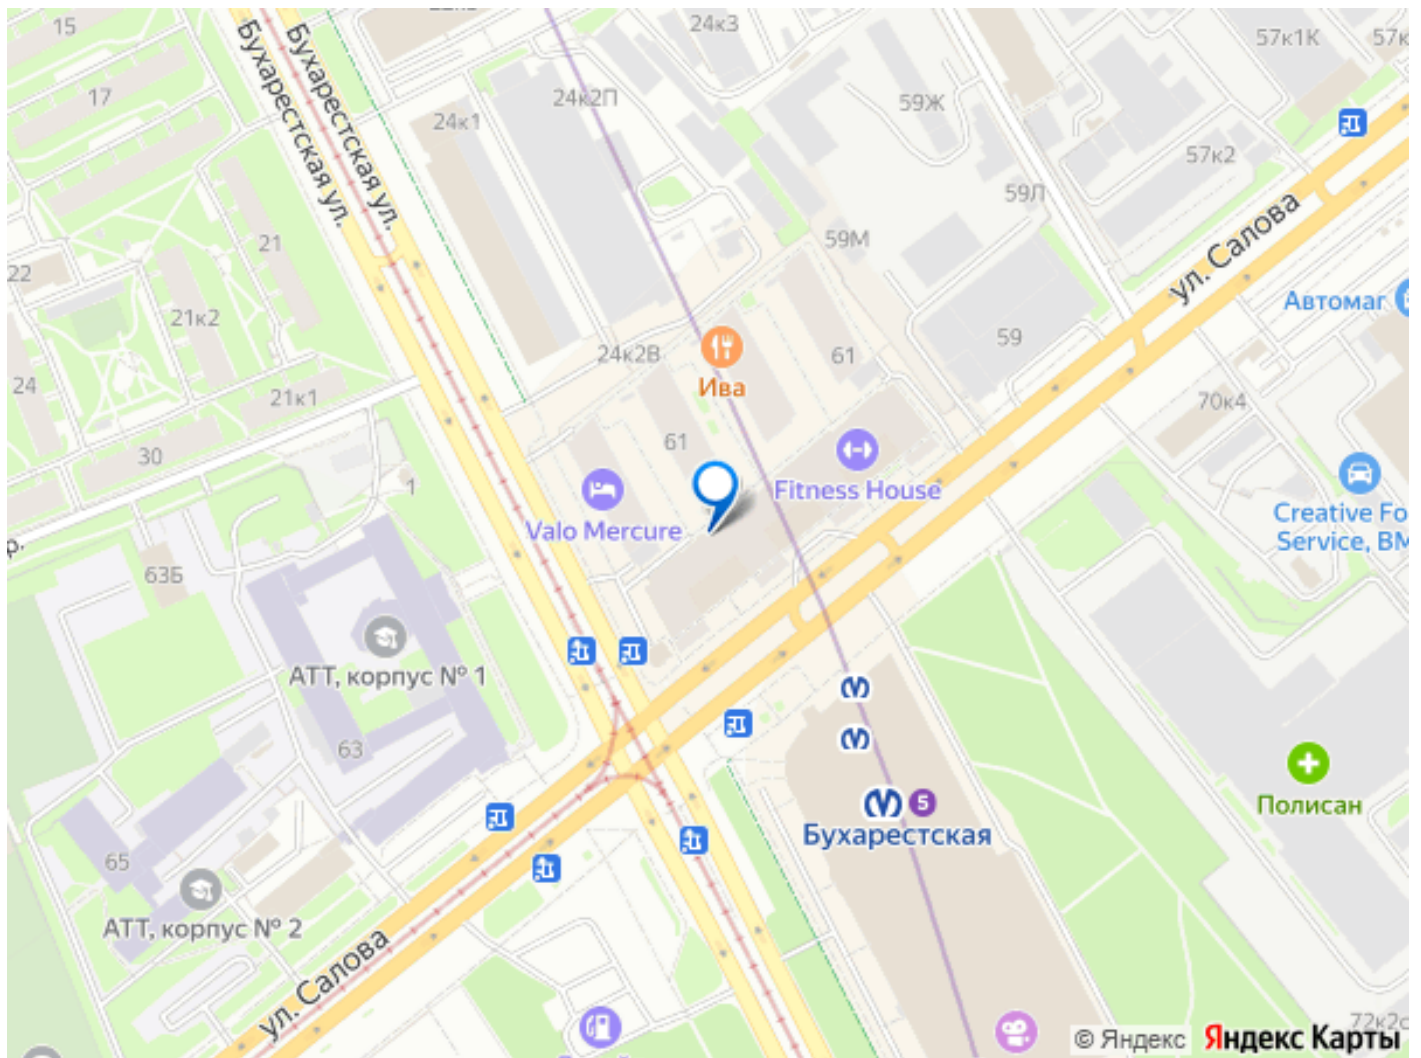 15
24к3
57к1К
17
24к2П
59Ж
24к1
57к2
Бухарестская ул.
Бухарестская ул.
59Л
21
59М
ул. Салова
22
21к2
Автомаг
24
24к2В
61
59
Ива
21к1
70к4
61
30
1
Fitness House
Valo Mercure
Creative Fo
Service, BM
р.
63Б
АТТ, корпус № 1
63
5
Бухарестская
Полисан
65
АТТ, корпус № 2
ул. Салова
72к2с
© Яндекс Яндекс Карты